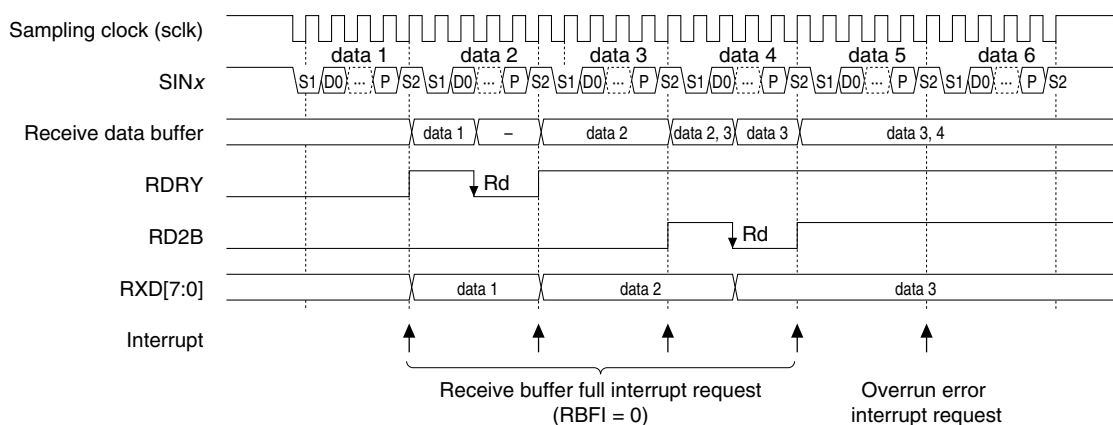 Sampling clock (sclk)
data 1 data 2 data 3 data 4 data 5 data 6
SINx S1 D0 ... P S2 S1 D0 ... P S2 S1 D0 ... P S2 S1 D0 ... P S2 S1 D0 ... P S2 S1 D0 ... P S2
Receive data buffer data 1 – data 2 data 2, 3 data 3 data 3, 4
RDRY Rd
RD2B Rd
RXD[7:0] data 1 data 2 data 3
Interrupt
Receive buffer full interrupt request
(RBFI = 0)
Overrun error
interrupt request